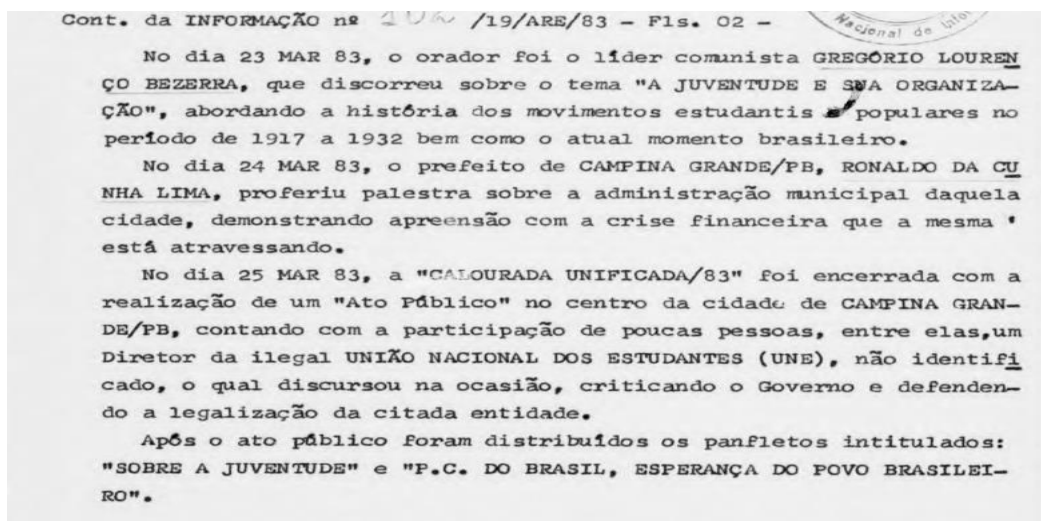 Cont. da INFORMAÇÃO nº 102 /19/ARE/83 - Fls. 02 -
Nacional de Info
No dia 23 MAR 83, o orador foi o líder comunista GREGÓRIO LOUREN
ÇO BEZERRA, que discorreu sobre o tema "A JUVENTUDE E SUA ORGANIZA-
ÇÃO", abordando a história dos movimentos estudantis e populares no
período de 1917 a 1932 bem como o atual momento brasileiro.
No dia 24 MAR 83, o prefeito de CAMPINA GRANDE/PB, RONALDO DA CU
NHA LIMA, proferiu palestra sobre a administração municipal daquela
cidade, demonstrando apreensão com a crise financeira que a mesma '
está atravessando.
No dia 25 MAR 83, a "CALOURADA UNIFICADA/83" foi encerrada com a
realização de um "Ato Público" no centro da cidade de CAMPINA GRAN-
DE/PB, contando com a participação de poucas pessoas, entre elas,um
Diretor da ilegal UNIÃO NACIONAL DOS ESTUDANTES (UNE), não identifi
cado, o qual discursou na ocasião, criticando o Governo e defenden-
do a legalização da citada entidade.
Após o ato público foram distribuídos os panfletos intitulados:
"SOBRE A JUVENTUDE" e "P.C. DO BRASIL, ESPERANÇA DO POVO BRASILEI-
RO".